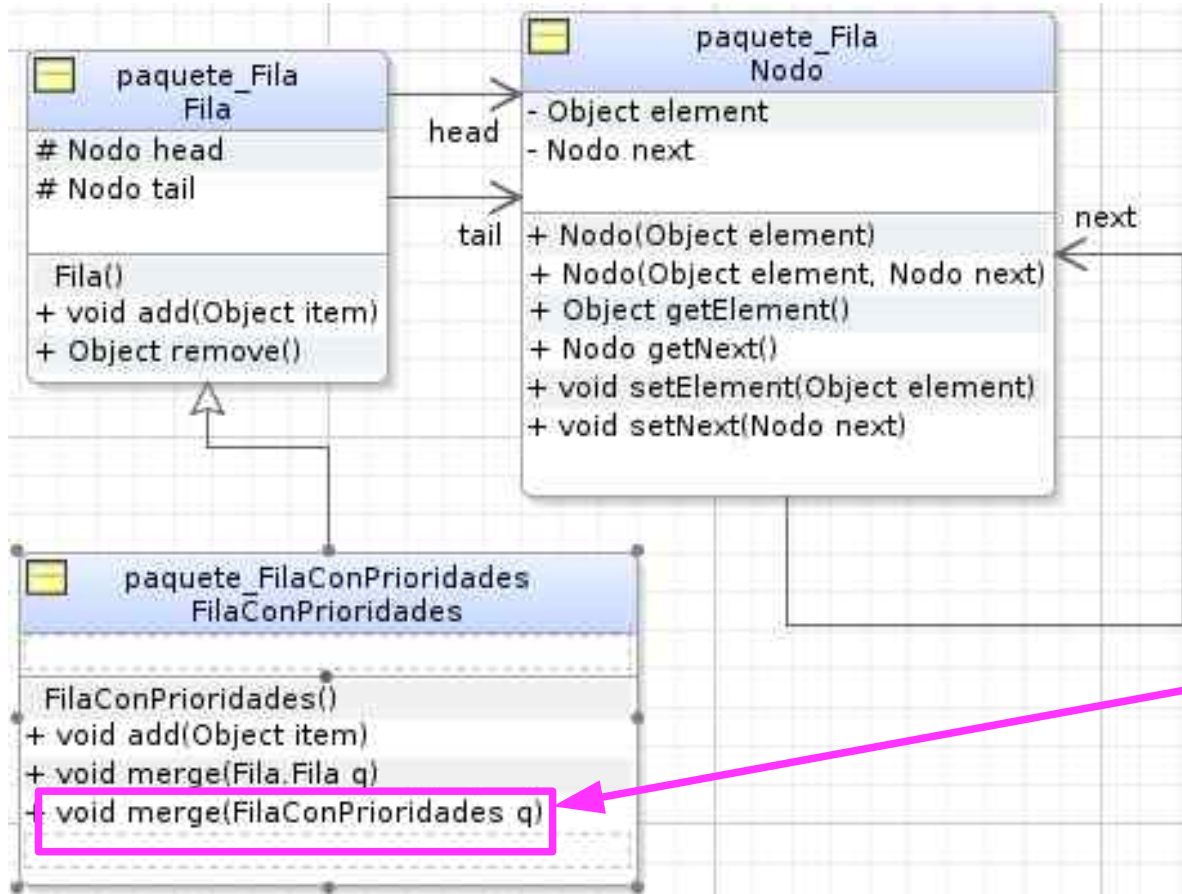 paquete_Fila
Fila
# Nodo head
# Nodo tail
Fila()
+ void add(Object item)
+ Object remove()
head
tail
paquete_Fila
Nodo
- Object element
- Nodo next
+ Nodo(Object element)
+ Nodo(Object element, Nodo next)
+ Object getElement()
+ Nodo getNext()
+ void setElement(Object element)
+ void setNext(Nodo next)
next
paquete_FilaConPrioridades
FilaConPrioridades
FilaConPrioridades()
+ void add(Object item)
+ void merge(Fila.Fila q)
+ void merge(FilaConPrioridades q)